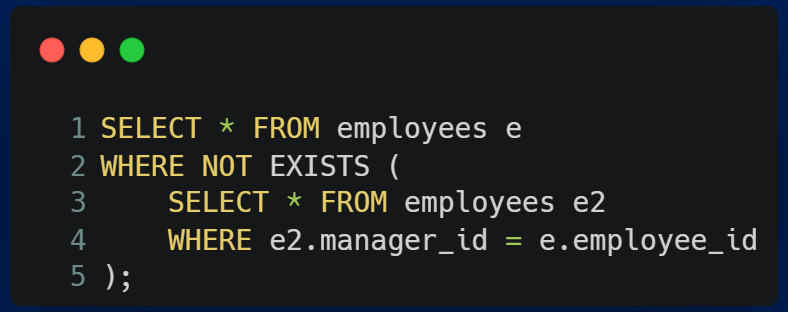 1 SELECT * FROM employees e
2 WHERE NOT EXISTS (
3     SELECT * FROM employees e2
4     WHERE e2.manager_id = e.employee_id
5 );